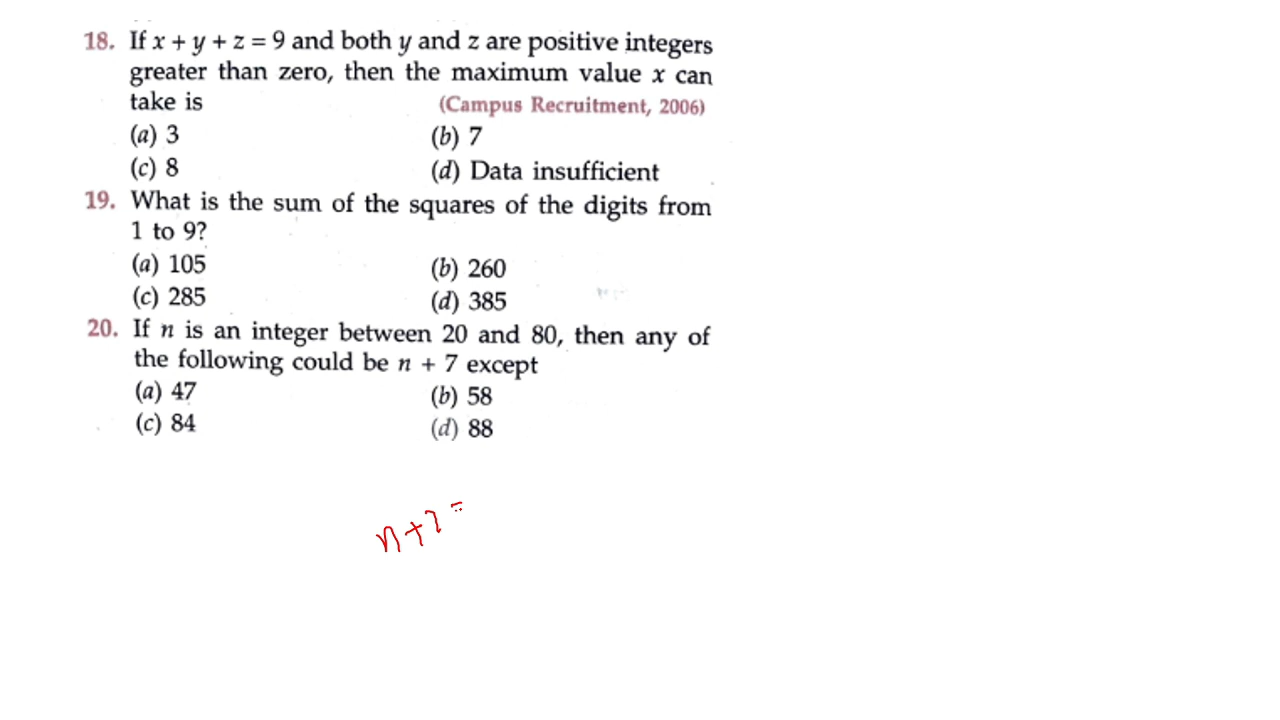 18. If x + y + z = 9 and both y and z are positive integers
greater than zero, then the maximum value x can
take is (Campus Recruitment, 2006)
(a) 3 (b) 7
(c) 8 (d) Data insufficient
19. What is the sum of the squares of the digits from
1 to 9?
(a) 105 (b) 260
(c) 285 (d) 385
20. If n is an integer between 20 and 80, then any of
the following could be n + 7 except
(a) 47 (b) 58
(c) 84 (d) 88
n+7=